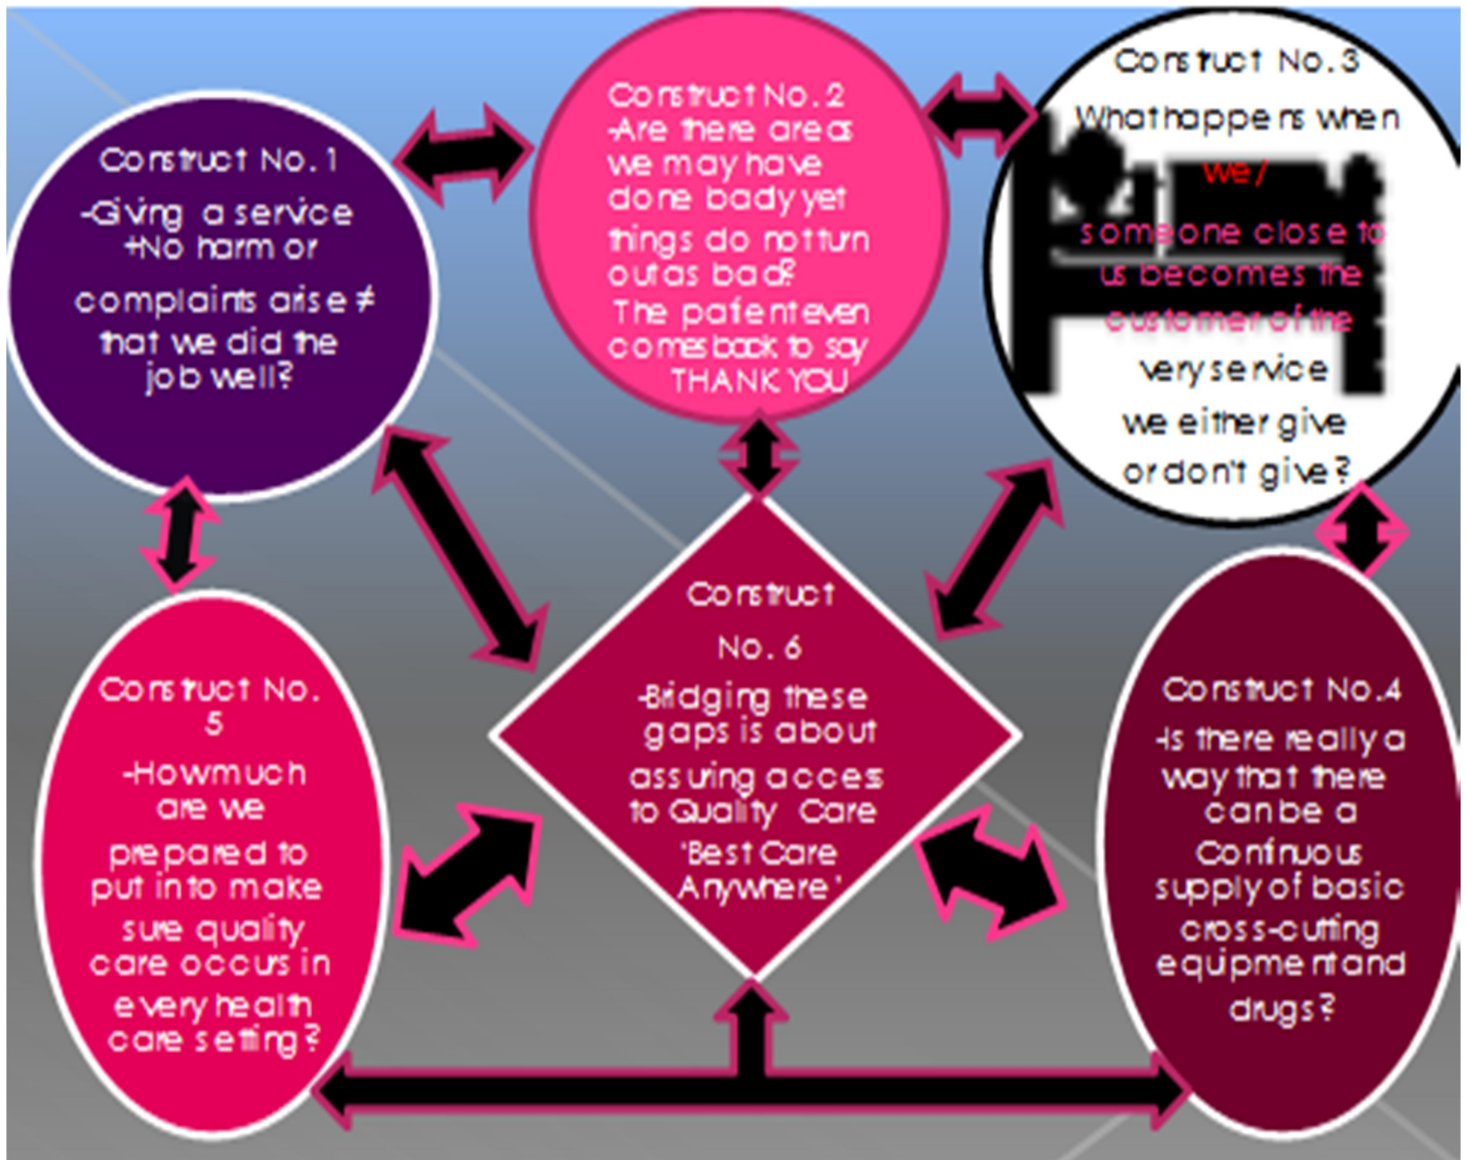 Construct No. 1
-Giving a service
+No harm or
complaints arise ≠
that we did the
job well?
Construct No. 2
-Are there areas
we may have
done bady yet
things do not turn
out as bad?
The patient even
comes back to say
THANK YOU
Construct No. 3
What happens when
we/
someone close to
us becomes the
customer of the
very service
we either give
or don't give?
Construct No.4
-Is there really a
way that there
can be a
Continuous
supply of basic
cross-cutting
equipment and
drugs?
Construct No.
5
-How much
are we
prepared to
put in to make
sure quality
care occurs in
every health
care setting?
Construct
No. 6
-Bridging these
gaps is about
assuring access
to Quality Care
'Best Care
Anywhere'